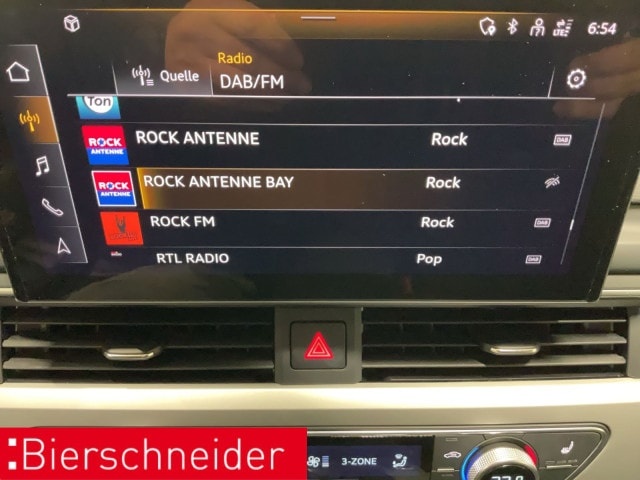 6:54
Radio
Quelle
DAB/FM
Ton
ROCK ANTENNE
ROCK ANTENNE Rock
DAB
ROCK
ANTENNE
ROCK ANTENNE BAY Rock
ROCK FM Rock
DAB
RTL RADIO Pop
DAB
3-ZONE
Bierschneider